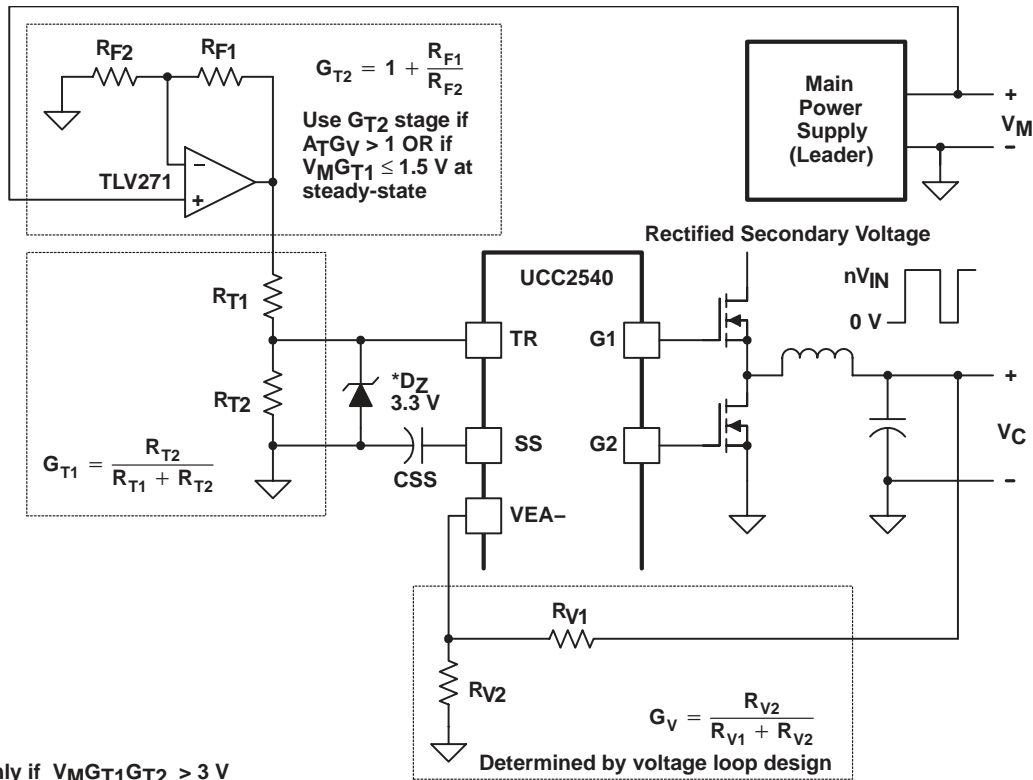 RF2
RF1
GT2 = 1 + RF1 / RF2
Use GT2 stage if
ATGV > 1 OR if
VMGT1 ≤ 1.5 V at
steady-state
−
+
TLV271
Main
Power
Supply
(Leader)
+
VM
−
Rectified Secondary Voltage
nVIN
0 V
RT1
RT2
GT1 = RT2 / RT1 + RT2
*DZ
3.3 V
CSS
UCC2540
TR
SS
VEA−
G1
G2
+
VC
−
RV1
RV2
GV = RV2 / RV1 + RV2
Determined by voltage loop design
if VMGT1GT2 > 3 V